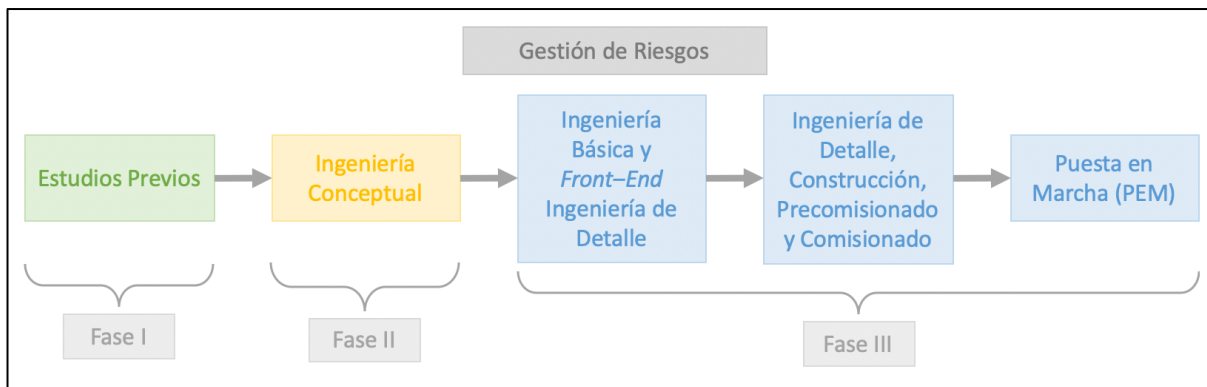 Gestión de Riesgos
Estudios Previos
Ingeniería
Conceptual
Ingeniería
Básica y
Front–End
Ingeniería de
Detalle
Ingeniería de
Detalle,
Construcción,
Precomisionado
y Comisionado
Puesta en
Marcha (PEM)
Fase I
Fase II
Fase III